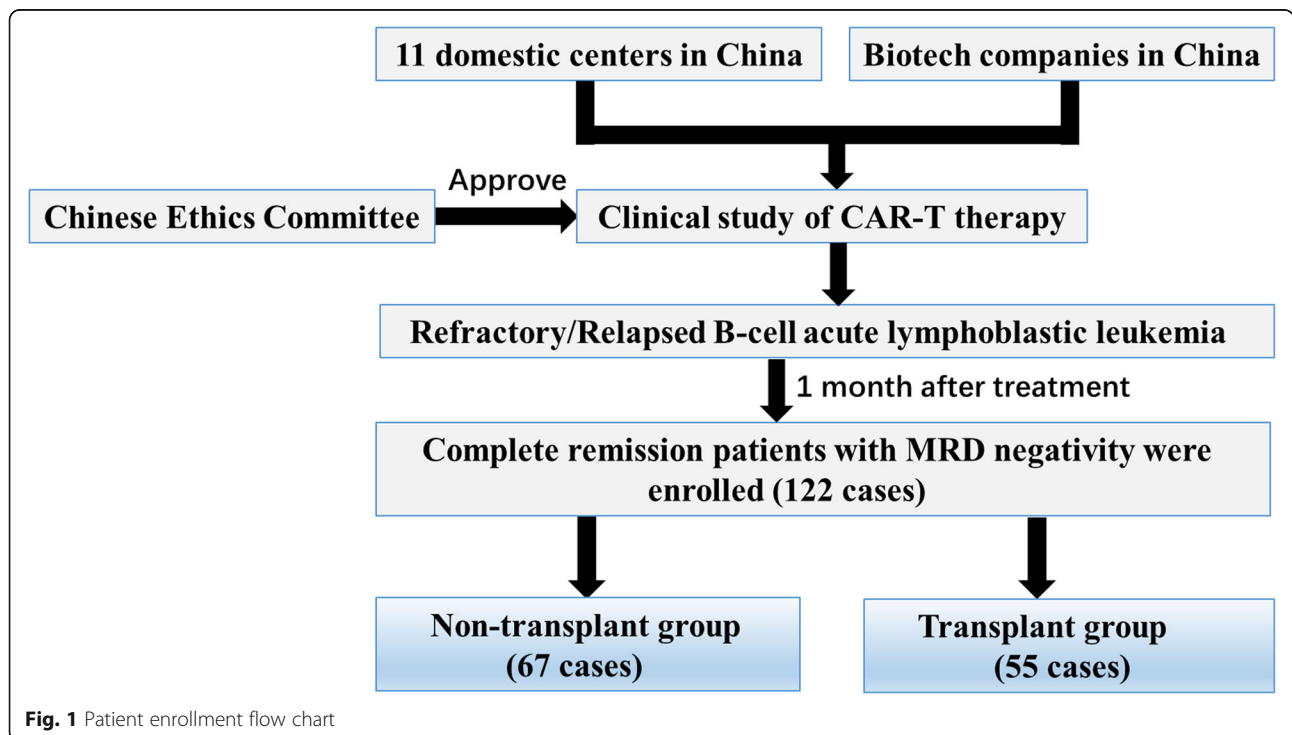 11 domestic centers in China
Biotech companies in China
Approve
Chinese Ethics Committee
Clinical study of CAR-T therapy
Refractory/Relapsed B-cell acute lymphoblastic leukemia
1 month after treatment
Complete remission patients with MRD negativity were
enrolled (122 cases)
Non-transplant group
(67 cases)
Transplant group
(55 cases)
Fig. 1 Patient enrollment flow chart